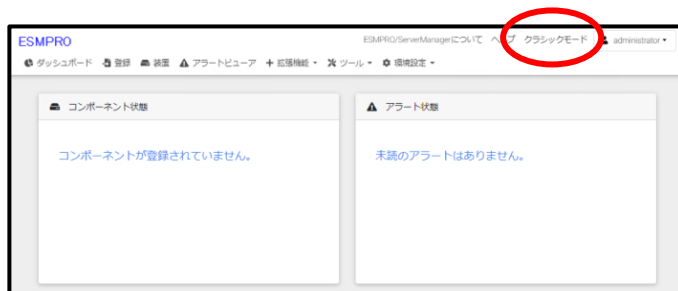 ESMPRO
ESMPRO/ServerManagerについて ヘルプ クラシックモード administrator
ダッシュボード 登録 装置 アラートビューア 拡張機能 ツール 環境設定
コンポーネント状態
アラート状態
コンポーネントが登録されていません。
未読のアラートはありません。